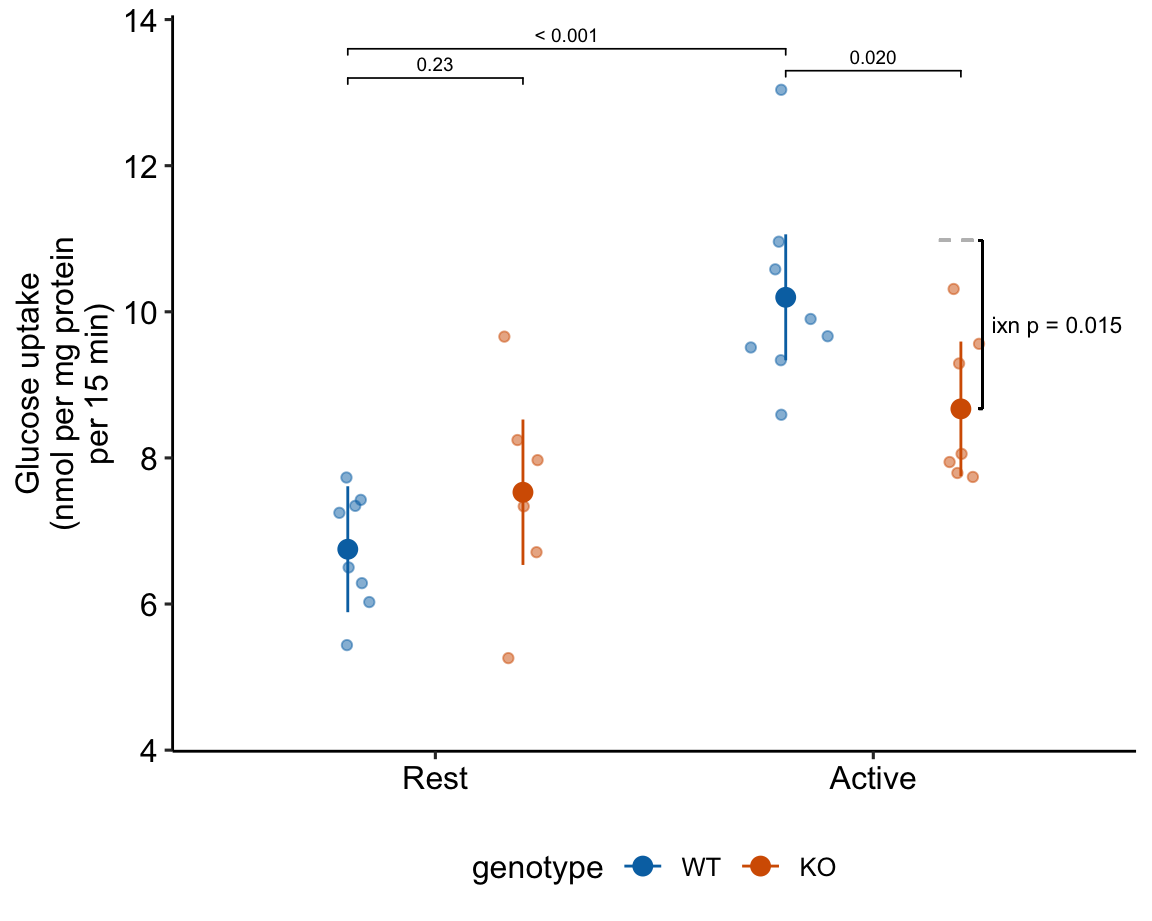 14
12
10
8
6
4
Glucose uptake
(nmol per mg protein
per 15 min)
< 0.001
0.23
0.020
ixn p = 0.015
Rest
Active
genotype
WT
KO